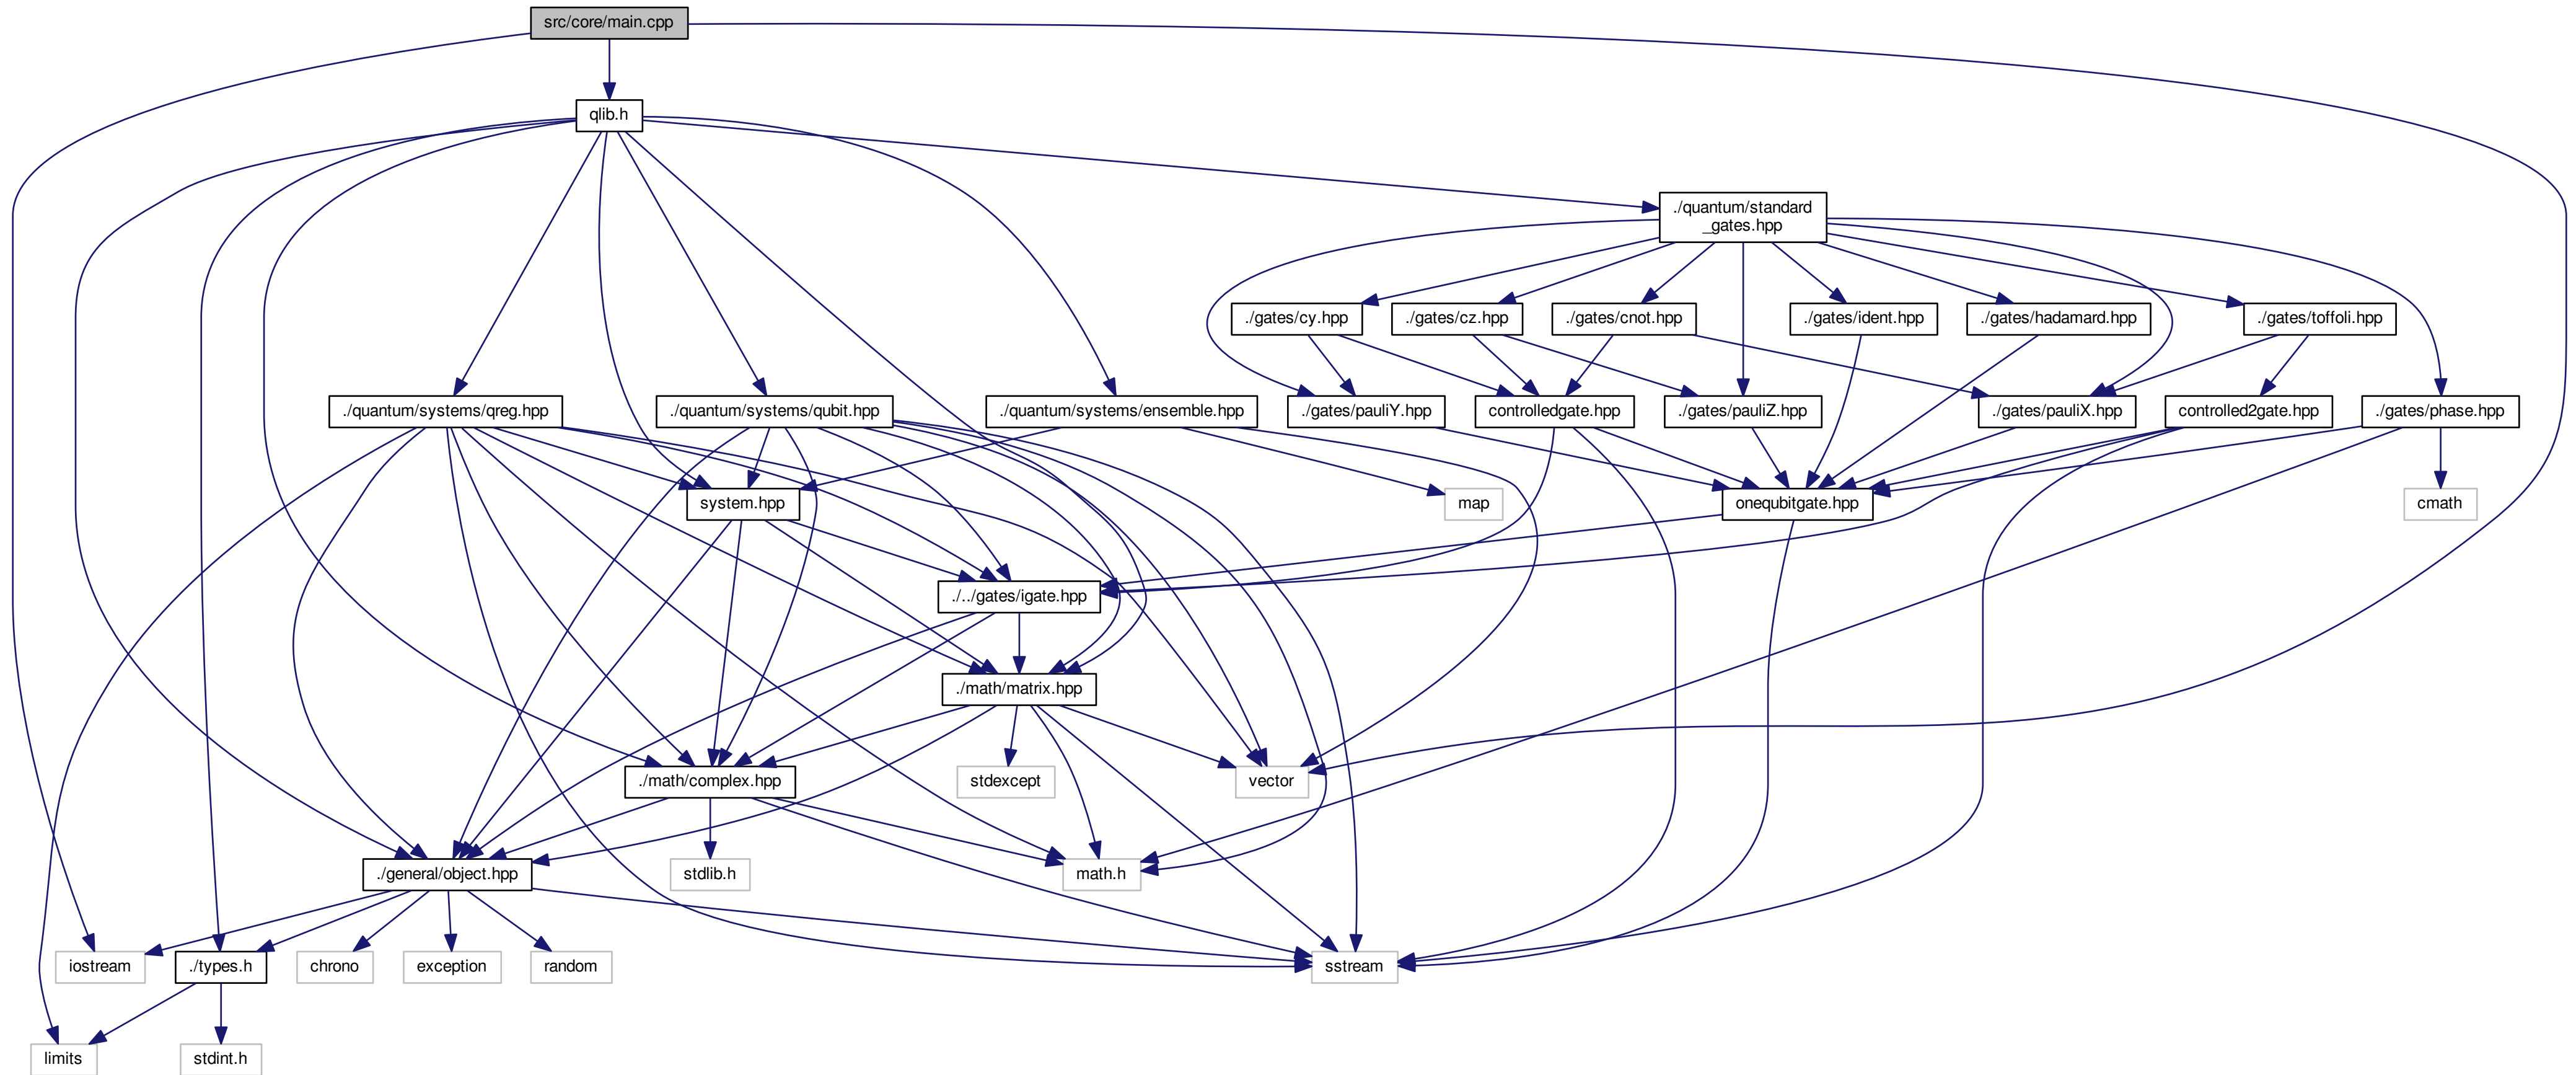 src/core/main.cpp
qlib.h
./quantum/standard
_gates.hpp
./gates/cy.hpp
./gates/cz.hpp
./gates/cnot.hpp
./gates/ident.hpp
./gates/hadamard.hpp
./gates/toffoli.hpp
./quantum/systems/qreg.hpp
./quantum/systems/qubit.hpp
./quantum/systems/ensemble.hpp
./gates/pauliY.hpp
controlledgate.hpp
./gates/pauliZ.hpp
./gates/pauliX.hpp
controlled2gate.hpp
./gates/phase.hpp
system.hpp
map
onequbitgate.hpp
cmath
./../gates/igate.hpp
./math/matrix.hpp
./math/complex.hpp
stdexcept
vector
./general/object.hpp
stdlib.h
math.h
iostream
./types.h
chrono
exception
random
sstream
limits
stdint.h